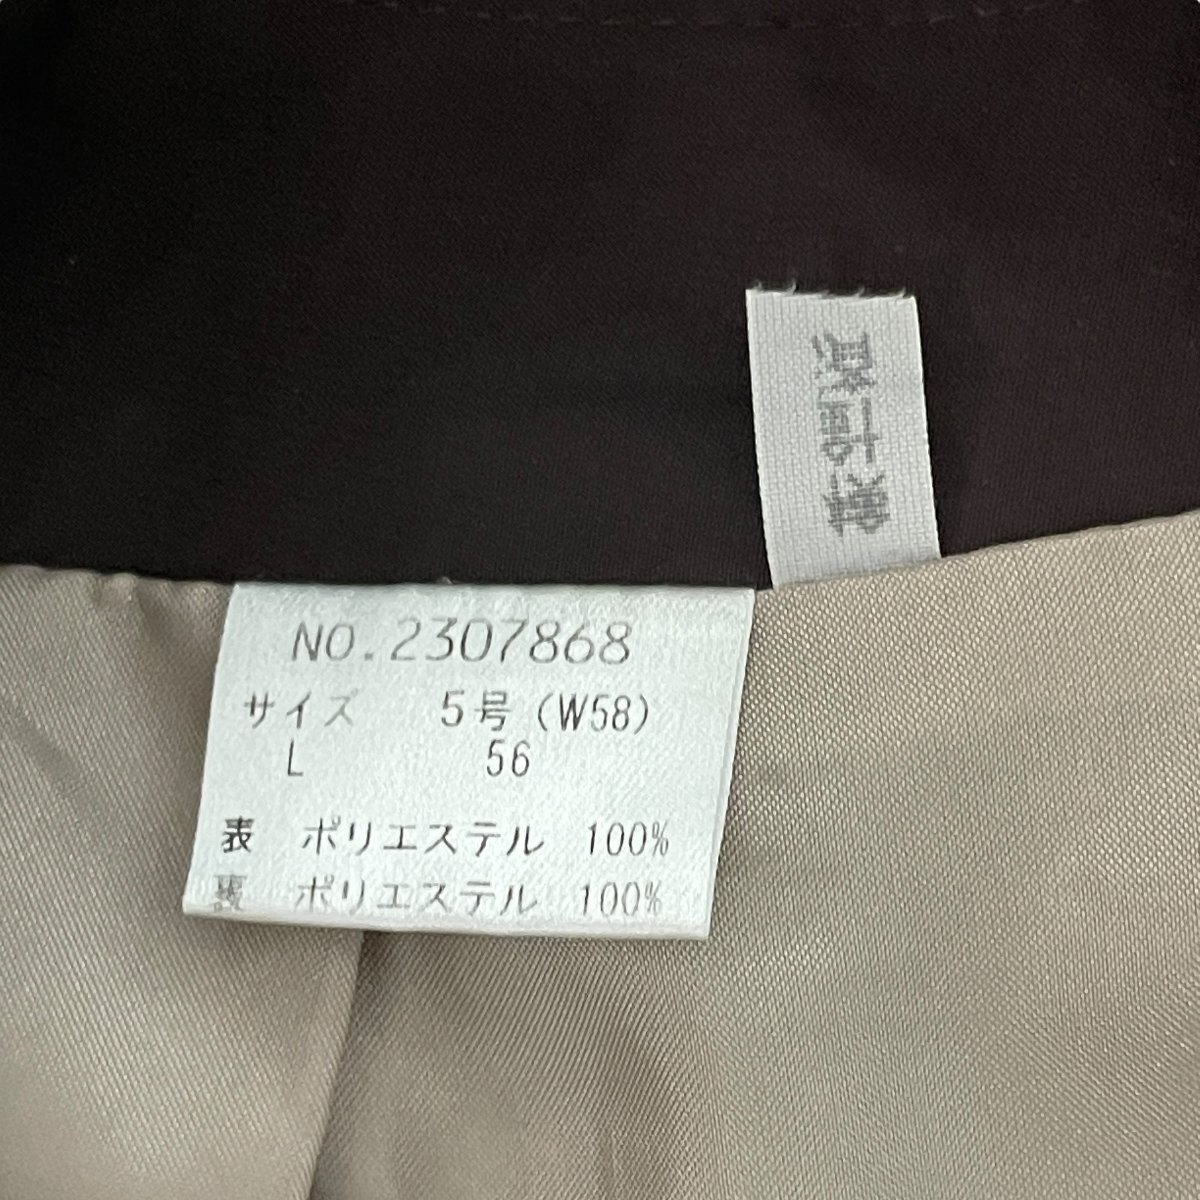 NO.2307868
サイズ 5号(W58)
L 56
表 ポリエステル 100%
裏 ポリエステル 100%